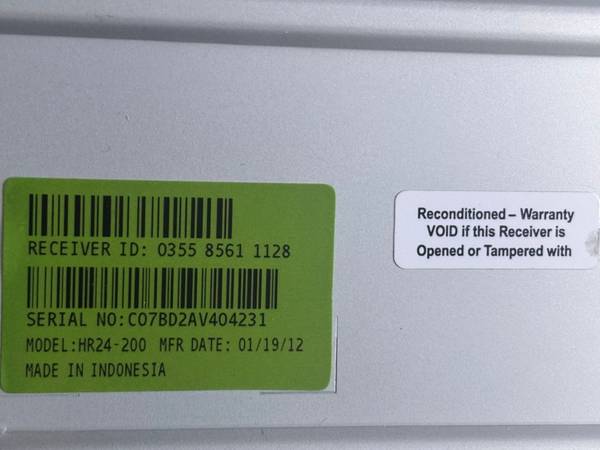 RECEIVER ID: 0355 8561 1128
SERIAL NO:C07BD2AV404231
MODEL:HR24-200 MFR DATE: 01/19/12
MADE IN INDONESIA
Reconditioned – Warranty
VOID if this Receiver is
Opened or Tampered with